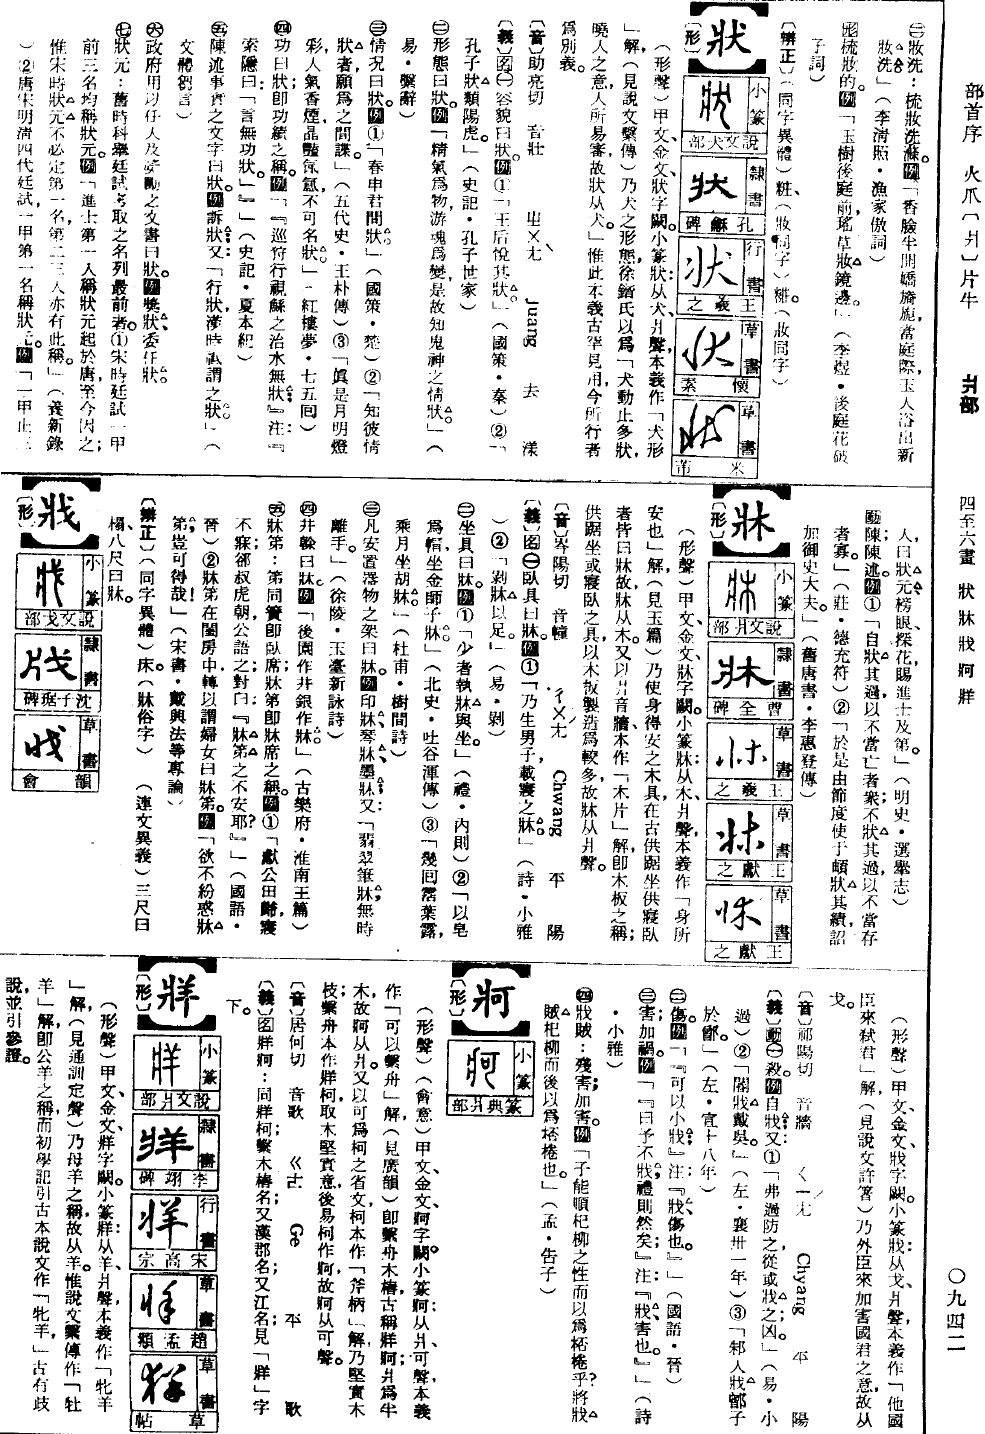 部首序　火爪〔爿〕片牛　　爿部　　四至六畫　狀牀戕牁牂　　〇九四二
㊁妝洗：梳妝洗滌。例「香臉半開嬌旖旎，當庭際，玉人浴出新
妝洗」（李清照・漁家傲詞）
梳妝的。例「玉樹後庭前，瑤草妝鏡邊。」（李煜・後庭花破
子詞）
〔辨正〕（同字異體）粧、（妝同字）糚。（妝同字）
狀
〔形〕
小篆　說文犬部
隸書　孔龢碑
行書　王羲之
草書　懷素
草書　米芾
（形聲）甲文、金文、狀字闕。小篆狀：从犬，爿聲，本義作「犬形
」解，（見說文繫傳）乃犬之形態，徐鍇氏以爲「犬動止多狀，
曉人之意，人所易審，故狀从犬。」惟此本義古罕見用，今所行者
爲別義。
〔音〕助亮切　音壯　ㄓㄨㄤˋ　Juang　去　漾
〔義〕名㊀容貌曰狀。例①「王后悅其狀。」（國策・秦）②「
孔子狀類陽虎。」（史記・孔子世家）
㊁形態曰狀。例「精氣爲物，游魂爲變，是故知鬼神之情狀。」（
易・繫辭）
㊂情況曰狀。例①「春申君問狀。」（國策・楚）②「知彼情
狀者，願爲之間諜。」（五代史・王朴傳）③「眞是月明燈
彩，人氣香煙，晶豔氤氳，不可名狀。」（紅樓夢・七五回）
㊃功曰狀；卽功績之稱。例「『巡狩行視鯀之治水無狀』注：『
索隱曰：「言無功狀。」』」（史記・夏本紀）
㊄陳述事實之文字曰狀。例訴狀；又「行狀，漢時祇謂之狀。」（
文體芻言）
㊅政府用以任人及奬勵之文書曰狀。例奬狀、委任狀。
㊆狀元：舊時科舉廷試考取之名列最前者。①宋時廷試一甲
前三名均稱狀元。例「進士第一人稱狀元，起於唐，至今因之；
惟宋時狀元不必定第一名，第二三人亦有此稱。」（養新錄
）②唐宋明清四代廷試，一甲第一名稱狀元。例「一甲止三
人，曰狀元、榜眼、探花，賜進士及第。」（明史・選舉志）
動陳；陳述。例①「自狀其過，以不當亡者衆；不狀其過，以不當存
者寡。」（莊・德充符）②「於是由節度使于頔狀其績，詔
加御史大夫。」（舊唐書・李惠登傳）
牀
〔形〕
小篆　說文爿部
隸書　曹全碑
草書　王羲之
草書　王獻之
草書　王獻之
（形聲）甲文、金文、牀字闕。小篆牀：从木，爿聲，本義作「身所
安也」解，（見玉篇）乃使身得安之木具，在古供踞坐供寢臥
者皆曰牀，故牀从木。又以爿音牆，本作「木片」解，卽木板之稱；
供踞坐或寢臥之具，以木板製造爲較多，故牀从爿聲。
〔音〕岑陽切　音幢　ㄔㄨㄤˊ　Chwang　平　陽
〔義〕名㊀臥具曰牀。例①「乃生男子，載寢之牀。」（詩・小雅
）②「剝牀以足。」（易・剝）
㊁坐具曰牀。例①「少者執牀與坐。」（禮・內則）②「以皂
爲帽，坐金師子牀。」（北史・吐谷渾傳）③「幾回霑葉露，
乘月坐胡牀。」（杜甫・樹間詩）
㊂凡安置器物之架曰牀。例印牀、琴牀、墨牀；又「翡翠筆牀，無時
離手。」（徐陵・玉臺新詠詩）
㊃井榦曰牀。例「後園作井銀作牀。」（古樂府・淮南王篇）
㊄牀第：第同簀，卽臥席，牀第卽牀席之稱。例①「獻公田歸，寢
不寐，郤叔虎朝，公語之，對曰：『牀第之不安耶？』」（國語・
晉）②牀第在閨房中，轉以謂婦女曰牀第。例「欲不紛惑牀
第，豈可得哉！」（宋書・戴興法等傳論）
〔辨正〕（同字異體）床。（牀俗字）（連文異義）三尺曰
榻，八尺曰牀。
戕
〔形〕
小篆　說文戈部
隸書　沈子琚碑
草書　韻會
（形聲）甲文、金文、戕字闕。小篆戕：从戈，爿聲，本義作「他國
臣來弒君」解，（見說文許箸）乃外臣來加害國君之意，故从
戈。
〔音〕祁陽切　音牆　ㄑㄧㄤˊ　Chyang　平　陽
〔義〕動㊀殺。例自戕；又①「弗過防之，從或戕之，凶。」（易・小
過）②「閽戕戴吳。」（左・襄卅一年）③「邾人戕鄫子
於鄫」（左・宣十八年）
㊁傷。例「『可以小戕』注：『戕，傷也。』」（國語・晉）
㊂害；加禍。例「『曰予不戕，禮則然矣』注：『戕，害也。』」（詩
・小雅）
㊃戕賊：殘害；加害。例「子能順杞柳之性而以爲桮棬乎？將戕
賊杞柳而後以爲桮棬也。」（孟・告子）
牁
〔形〕
小篆　篆典爿部
（形聲）（會意）甲文、金文、牁字闕。小篆牁：从爿，可聲，本義
作「可以繫舟」解，（見廣韻）卽繫舟木樁，古稱牂牁；爿爲半
木，故牁从爿。又以可爲柯之省文，柯本作「斧柄」解，乃堅實木
枝，繫舟本作牂柯，取木堅實意，後易柯作牁，故牁从可聲。
〔音〕居何切　音歌　ㄍㄜ　Ge　平　歌
〔義〕名牂牁：同牂柯，繫木樁名；又漢郡名，又江名，見「牂」字
下。
牂
〔形〕
小篆　說文爿部
隸書　李翊碑
行書　宋高宗
章書　趙孟頫
草書　草帖
（形聲）甲文、金文、牂字闕。小篆牂：从羊，爿聲，本義作「牝羊
」解，（見通訓定聲）乃母羊之稱，故从羊。惟說文繫傳作「牡
羊」解，卽公羊之稱；而初學記引古本說文作「牝羊，」古有歧
說，並引參證。